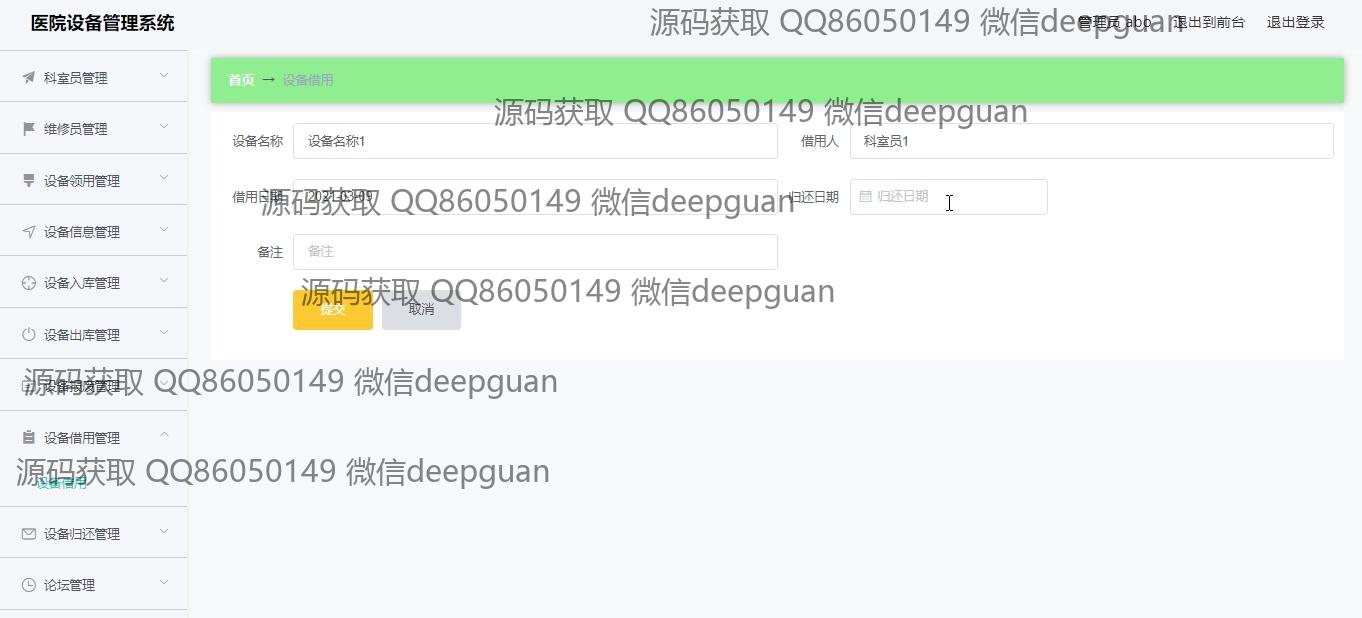 医院设备管理系统
源码获取 QQ86050149 微信deepguan
管理员 abo 退出到前台 退出登录
科室员管理
维修员管理
设备领用管理
设备信息管理
设备入库管理
设备出库管理
设备报废管理
设备借用管理
设备借用
设备归还管理
论坛管理
首页 → 设备借用
源码获取 QQ86050149 微信deepguan
设备名称 设备名称1 借用人 科室员1
借用日期 2021-03-09 归还日期 归还日期
源码获取 QQ86050149 微信deepguan
备注 备注
源码获取 QQ86050149 微信deepguan
提交 取消
源码获取 QQ86050149 微信deepguan
源码获取 QQ86050149 微信deepguan